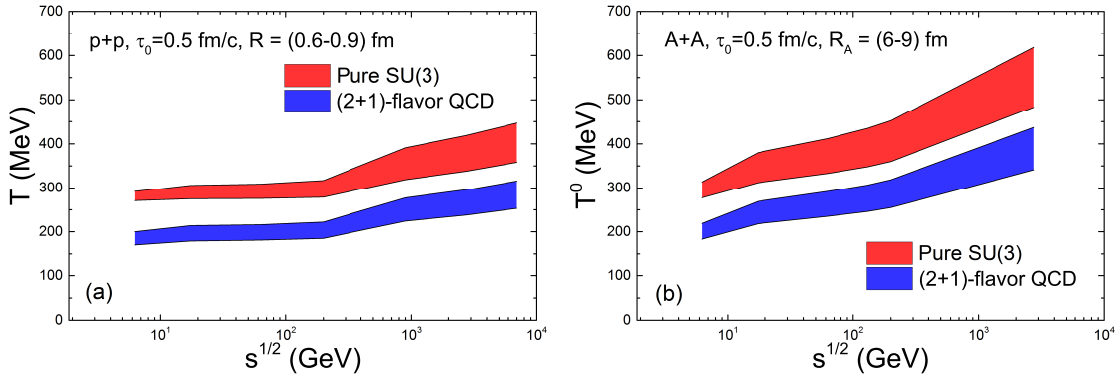 p+p, τ₀=0.5 fm/c, R = (0.6-0.9) fm
Pure SU(3)
(2+1)-flavor QCD
T (MeV)
700
600
500
400
300
200
100
0
(a)
10¹
10²
10³
10⁴
s^{1/2} (GeV)
A+A, τ₀=0.5 fm/c, R_A = (6-9) fm
T⁰ (MeV)
700
600
500
400
300
200
100
0
Pure SU(3)
(2+1)-flavor QCD
(b)
10¹
10²
10³
10⁴
s^{1/2} (GeV)